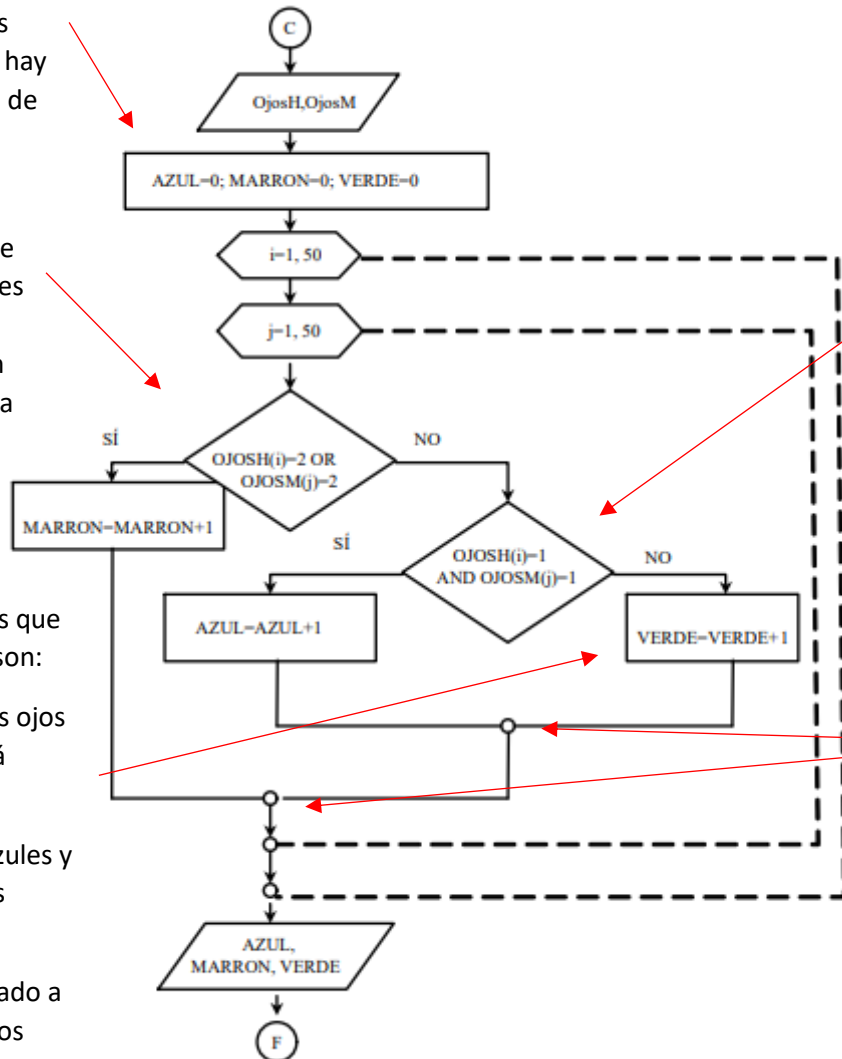 s
hay
de
C
OjosH,OjosM
AZUL=0; MARRON=0; VERDE=0
e
es
n
a
i=1, 50
j=1, 50
SÍ
NO
OJOSH(i)=2 OR
OJOSM(j)=2
MARRON=MARRON+1
SÍ
NO
OJOSH(i)=1
AND OJOSM(j)=1
AZUL=AZUL+1
VERDE=VERDE+1
s que
son:
s ojos
á
zules y
s
ado a
os
AZUL,
MARRON, VERDE
F